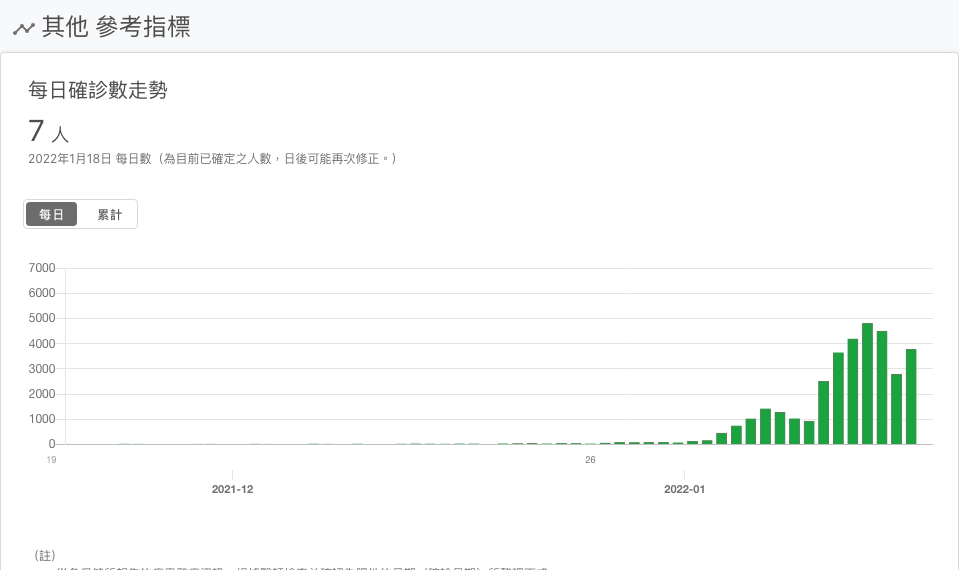 其他 參考指標
每日確診數走勢
7 人
2022年1月18日 每日數（為目前已確定之人數，日後可能再次修正。）
每日 累計
7000
6000
5000
4000
3000
2000
1000
0
19 26
2021-12 2022-01
（註）